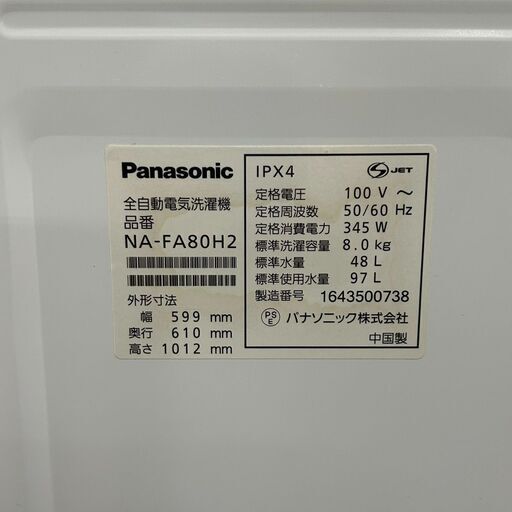 Panasonic
全自動電気洗濯機
品番
NA-FA80H2
外形寸法
幅 599 mm
奥行 610 mm
高さ 1012 mm
IPX4
S JET
定格電圧 100 V ～
定格周波数 50/60 Hz
定格消費電力 345 W
標準洗濯容量 8.0 kg
標準水量 48 L
標準使用水量 97 L
製造番号 1643500738
PS E パナソニック株式会社
中国製